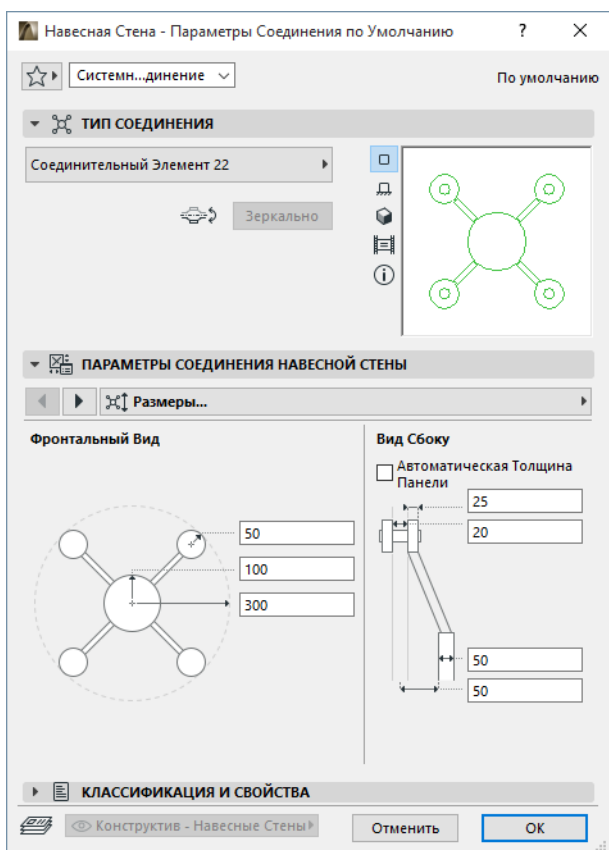 Навесная Стена - Параметры Соединения по Умолчанию ?
Системн...динение
По умолчанию
ТИП СОЕДИНЕНИЯ
Соединительный Элемент 22
Зеркально
ПАРАМЕТРЫ СОЕДИНЕНИЯ НАВЕСНОЙ СТЕНЫ
Размеры...
Фронтальный Вид
50
100
300
Вид Сбоку
Автоматическая Толщина
Панели
25
20
50
50
КЛАССИФИКАЦИЯ И СВОЙСТВА
Конструктив - Навесные Стены
Отменить
ОК